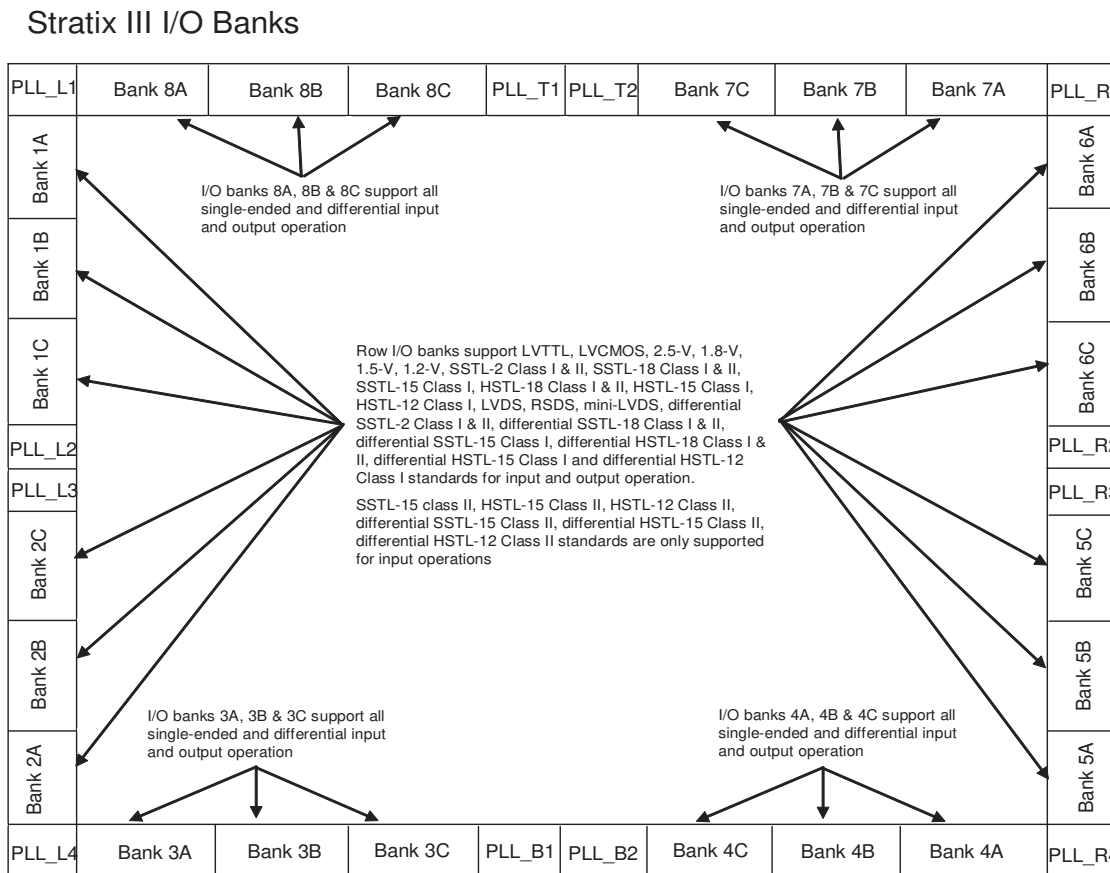 Stratix III I/O Banks
PLL_L1
Bank 8A
Bank 8B
Bank 8C
PLL_T1
PLL_T2
Bank 7C
Bank 7B
Bank 7A
PLL_R
Bank 1A
Bank 1B
Bank 1C
PLL_L2
PLL_L3
Bank 2C
Bank 2B
Bank 2A
I/O banks 8A, 8B & 8C support all
single-ended and differential input
and output operation
I/O banks 7A, 7B & 7C support all
single-ended and differential input
and output operation
Row I/O banks support LVTTL, LVCMOS, 2.5-V, 1.8-V,
1.5-V, 1.2-V, SSTL-2 Class I & II, SSTL-18 Class I & II,
SSTL-15 Class I, HSTL-18 Class I & II, HSTL-15 Class I,
HSTL-12 Class I, LVDS, RSDS, mini-LVDS, differential
SSTL-2 Class I & II, differential SSTL-18 Class I & II,
differential SSTL-15 Class I, differential HSTL-18 Class I &
II, differential HSTL-15 Class I and differential HSTL-12
Class I standards for input and output operation.
SSTL-15 class II, HSTL-15 Class II, HSTL-12 Class II,
differential SSTL-15 Class II, differential HSTL-15 Class II,
differential HSTL-12 Class II standards are only supported
for input operations
I/O banks 3A, 3B & 3C support all
single-ended and differential input
and output operation
I/O banks 4A, 4B & 4C support all
single-ended and differential input
and output operation
Bank 6A
Bank 6B
Bank 6C
PLL_R2
PLL_R3
Bank 5C
Bank 5B
Bank 5A
PLL_L4
Bank 3A
Bank 3B
Bank 3C
PLL_B1
PLL_B2
Bank 4C
Bank 4B
Bank 4A
PLL_R4